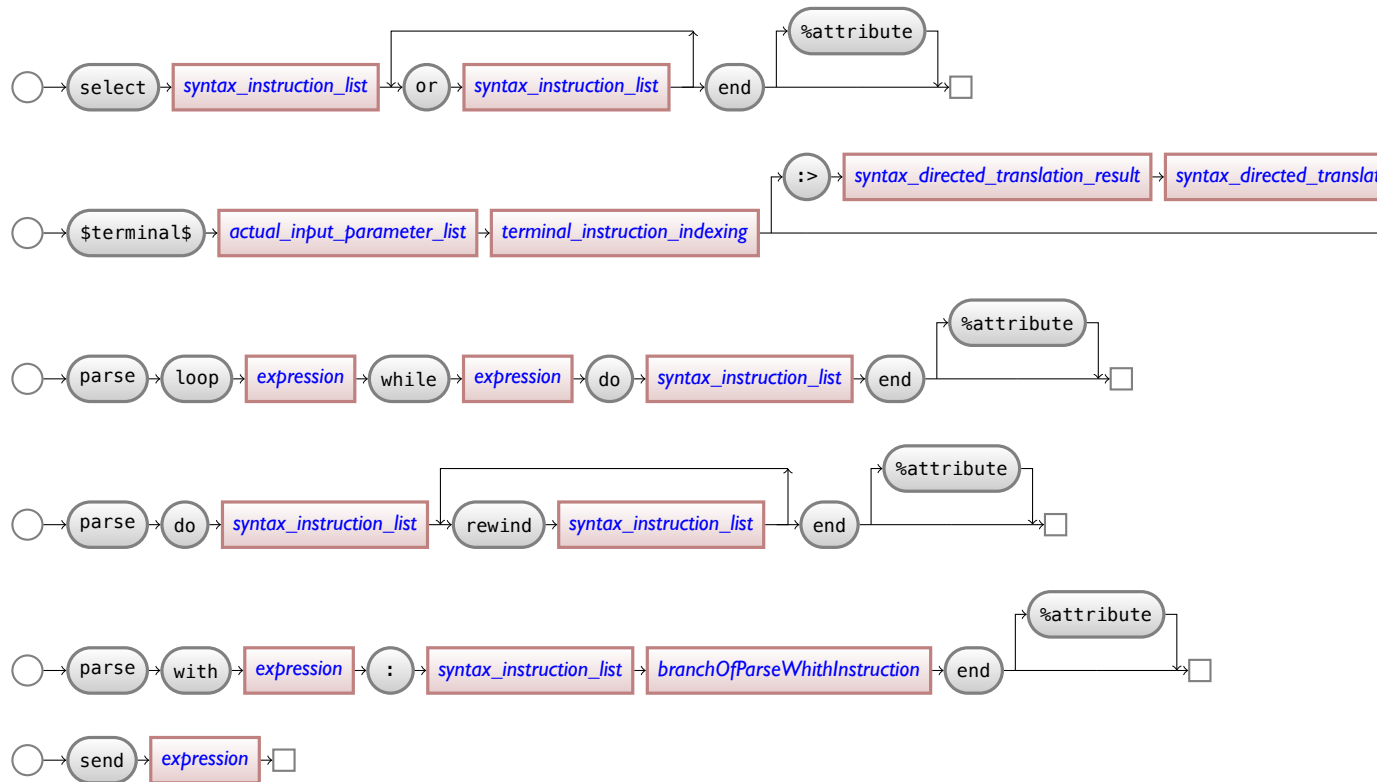 %attribute
select syntax_instruction_list or syntax_instruction_list end
:> syntax_directed_translation_result
$terminal$ actual_input_parameter_list terminal_instruction_indexing
%attribute
parse loop expression while expression do syntax_instruction_list end
%attribute
parse do syntax_instruction_list rewind syntax_instruction_list end
%attribute
parse with expression : syntax_instruction_list branchOfParseWhithInstruction end
send expression